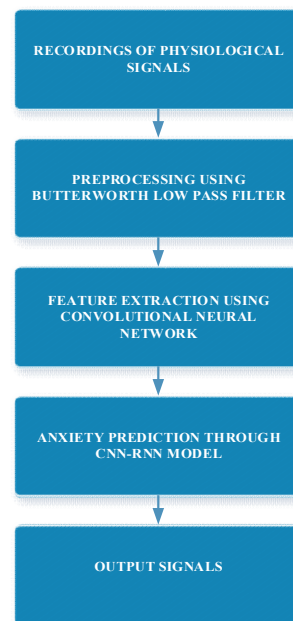 RECORDINGS OF PHYSIOLOGICAL
SIGNALS
PREPROCESSING USING
BUTTERWORTH LOW PASS FILTER
FEATURE EXTRACTION USING
CONVOLUTIONAL NEURAL
NETWORK
ANXIETY PREDICTION THROUGH
CNN-RNN MODEL
OUTPUT SIGNALS